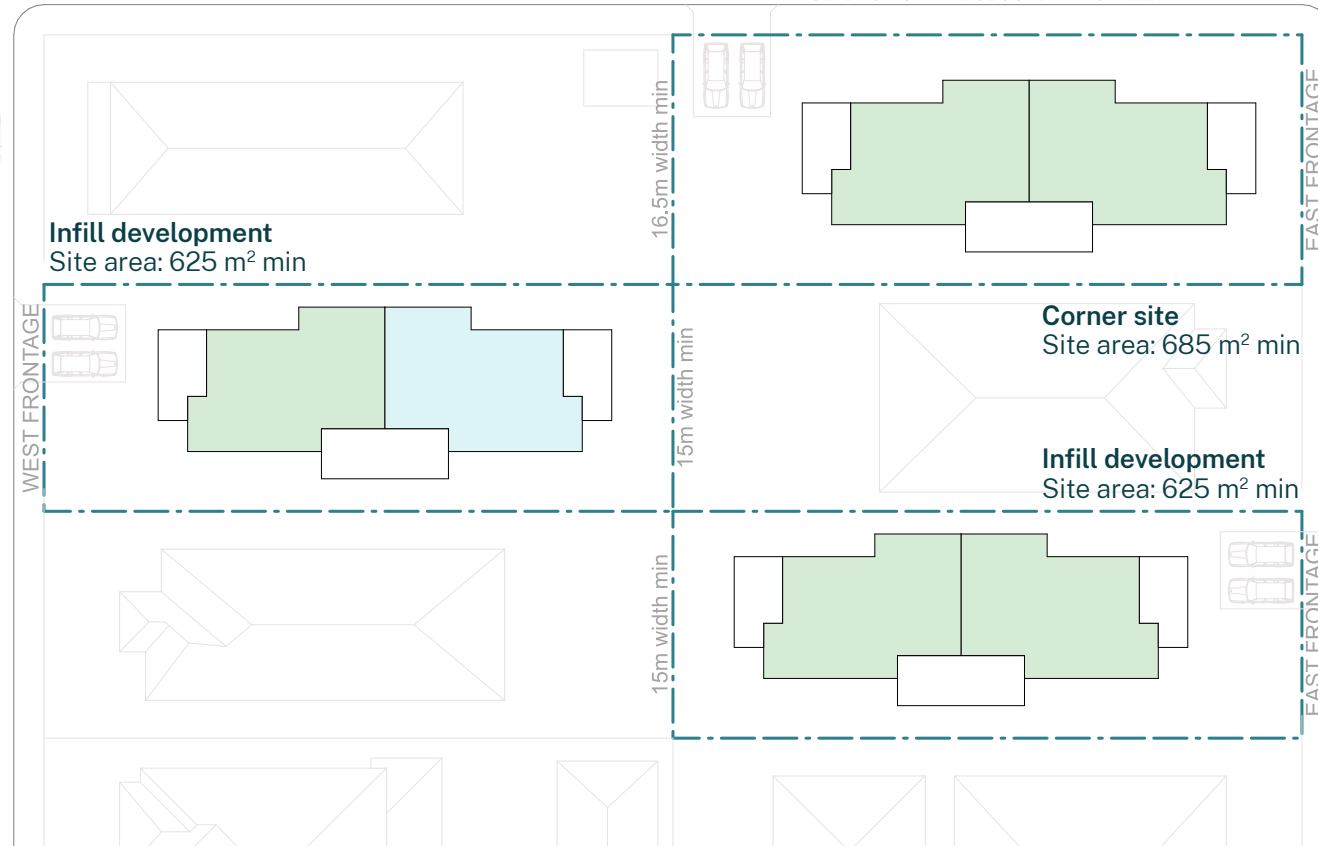 16.5m width min
EAST FRONTAGE
Infill development
Site area: 625 m² min
WEST FRONTAGE
15m width min
Corner site
Site area: 685 m² min
Infill development
Site area: 625 m² min
15m width min
EAST FRONTAGE